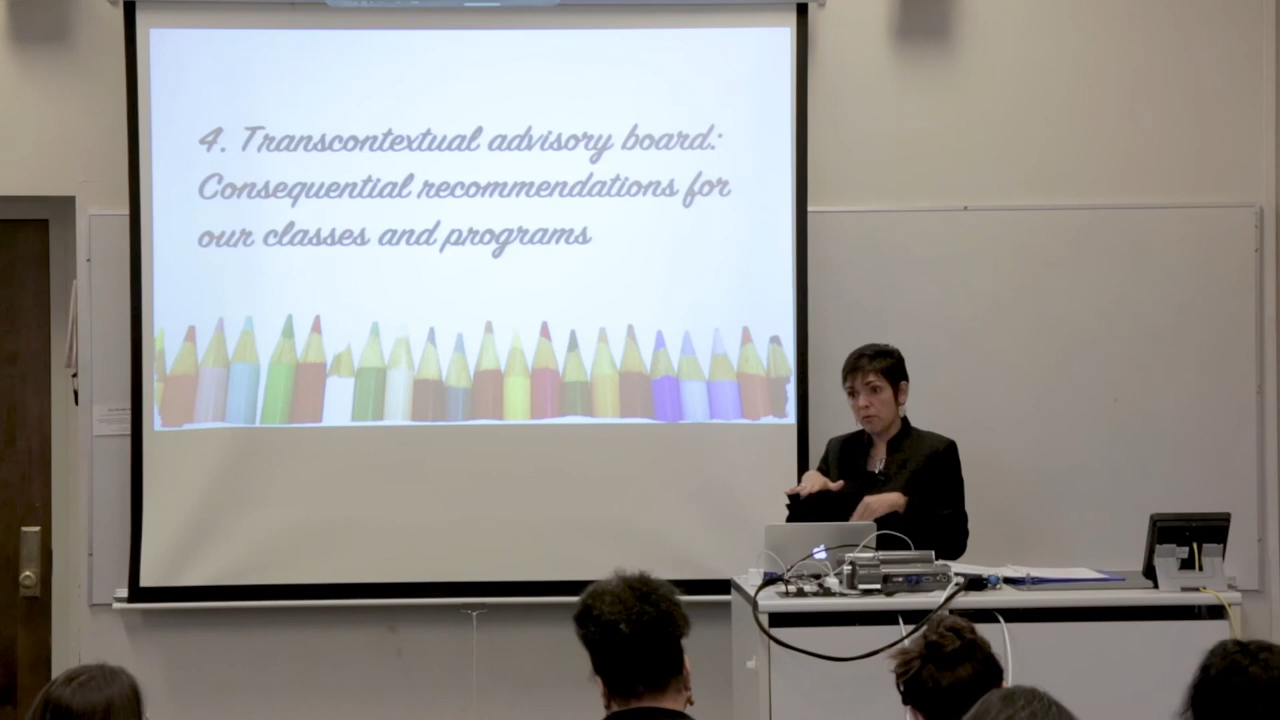 4. Transcontextual advisory board:
Consequential recommendations for
our classes and programs